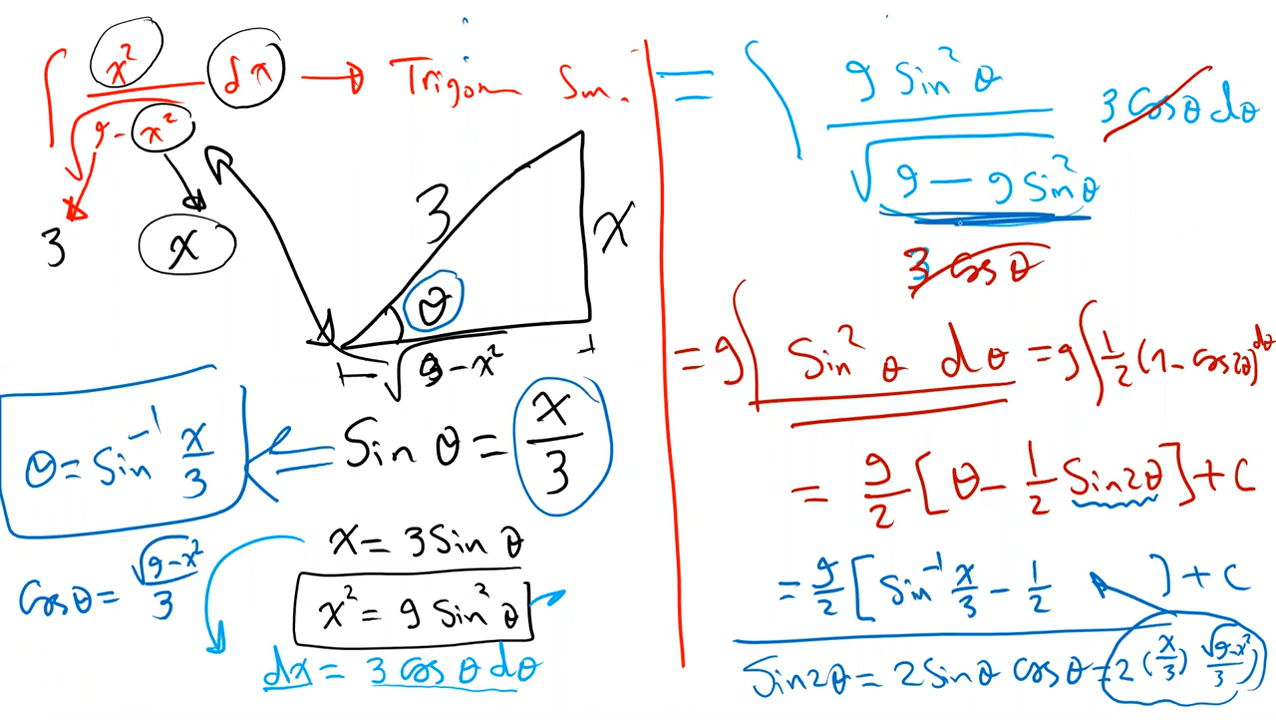 ∫ x² / √(9 - x²) dx → Trigon Sub.
3
x
3
x
θ
√(9 - x²)
θ = Sin⁻¹ x/3 ⇐ Sin θ = x/3
x = 3 Sin θ
Cos θ = √(9 - x²) / 3
x² = 9 Sin² θ
dx = 3 cos θ dθ
= ∫ 9 Sin² θ / √(9 - 9 Sin² θ) 3 Cos θ dθ
3 Cos θ
= 9 ∫ Sin² θ dθ = 9 ∫ 1/2 (1 - Cos 2θ) dθ
= 9/2 [θ - 1/2 Sin 2θ] + C
= 9/2 [Sin⁻¹ x/3 - 1/2 ] + C
Sin 2θ = 2 Sin θ Cos θ = 2 (x/3) √(9 - x²) / 3)